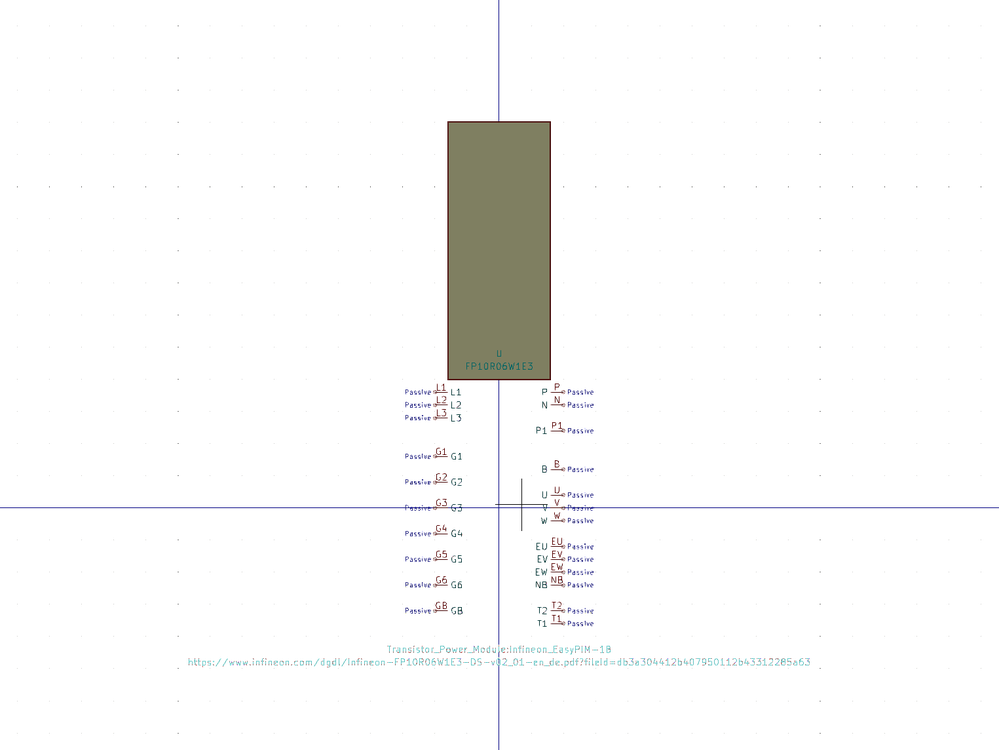 U
FP10R06W1E3
Passive L1 L1 P P Passive
Passive L2 L2 N N Passive
Passive L3 L3
P1 P1 Passive
Passive G1 G1
B B Passive
Passive G2 G2
U U Passive
Passive G3 G3 V V Passive
W W Passive
Passive G4 G4
EU EU Passive
Passive G5 G5 EV EV Passive
EW EW Passive
Passive G6 G6 NB NB Passive
Passive GB GB T2 T2 Passive
T1 T1 Passive
Transistor_Power_Module:Infineon_EasyPIM-1B
https://www.infineon.com/dgdl/Infineon-FP10R06W1E3-DS-v02_01-en_de.pdf?fileId=db3a304412b407950112b43312285a63